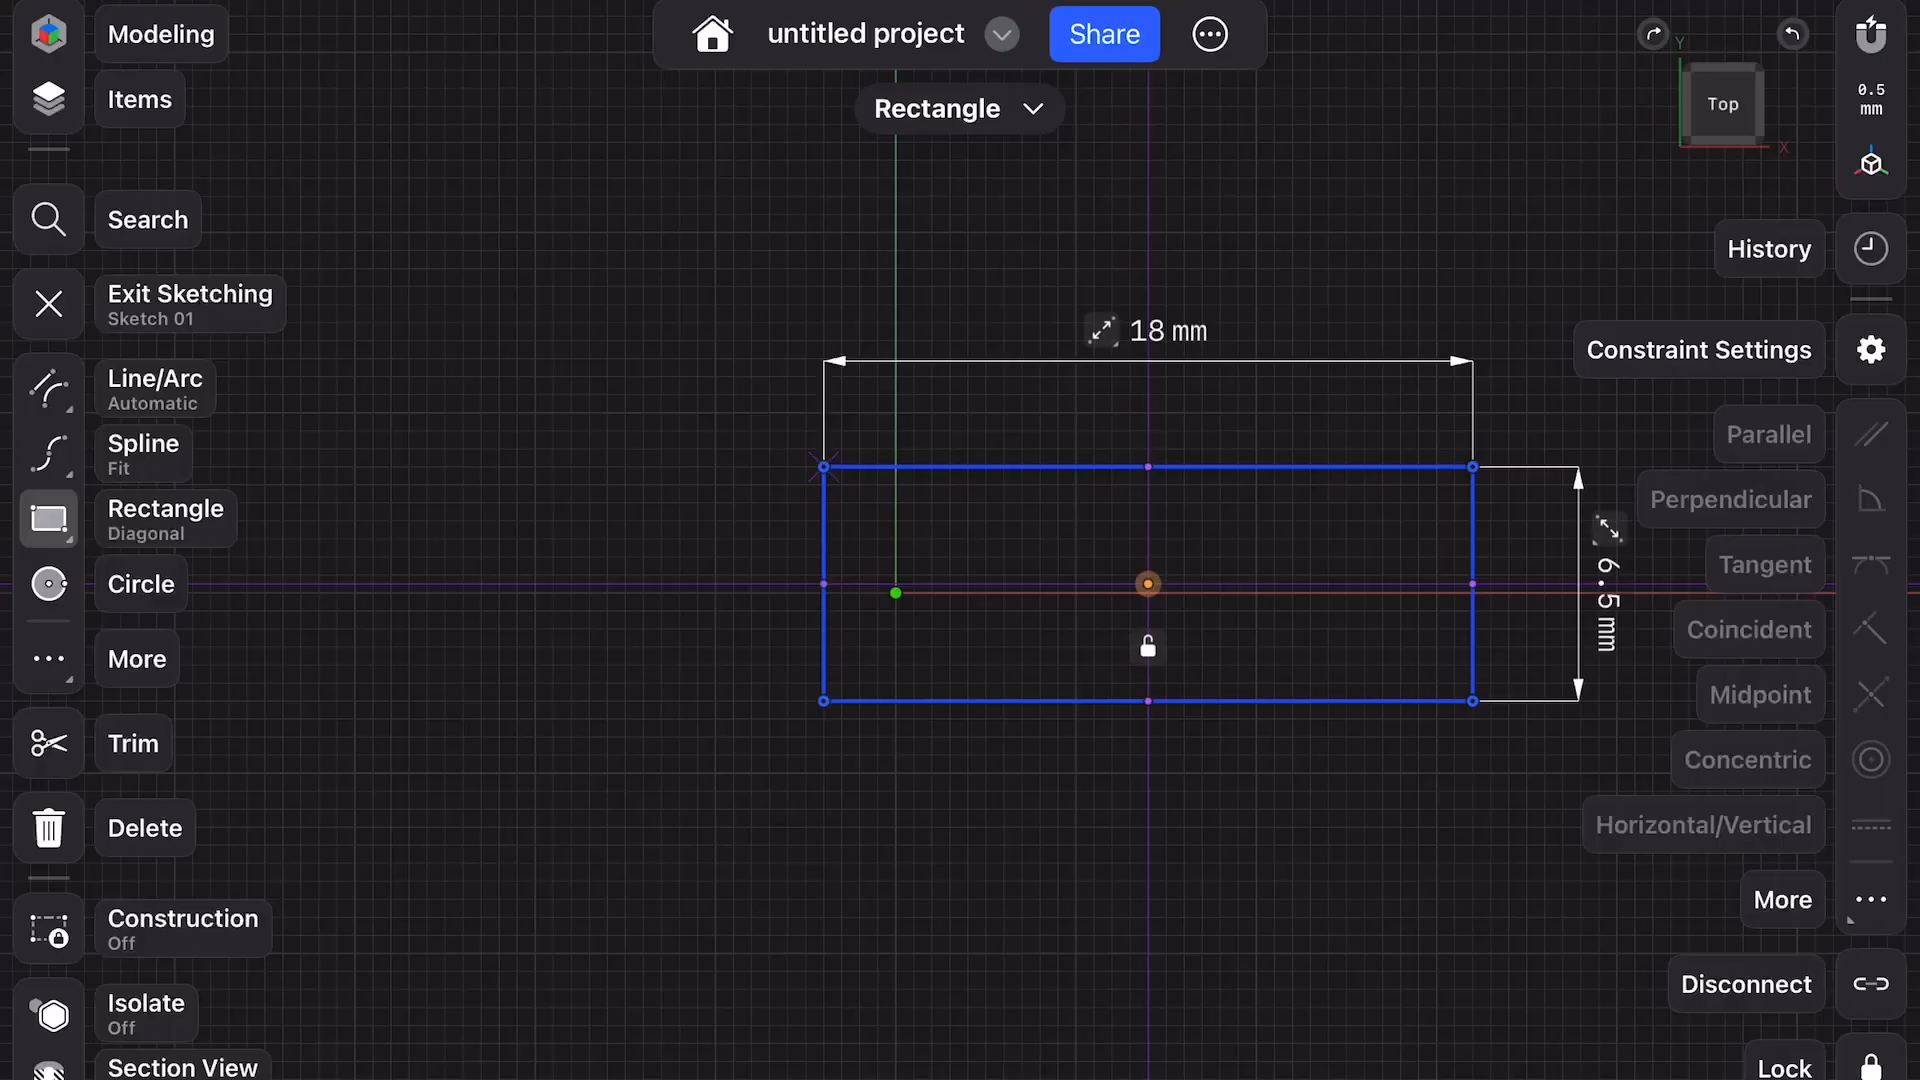 Modeling
Items
untitled project
Share
Rectangle
Y
Top
X
0.5
mm
Search
History
Exit Sketching
Sketch 01
Constraint Settings
18 mm
Line/Arc
Automatic
Parallel
Spline
Fit
Perpendicular
Rectangle
Diagonal
6.5 mm
Tangent
Circle
Coincident
More
Midpoint
Trim
Concentric
Delete
Horizontal/Vertical
More
Construction
Off
Disconnect
Isolate
Off
Section View
Lock